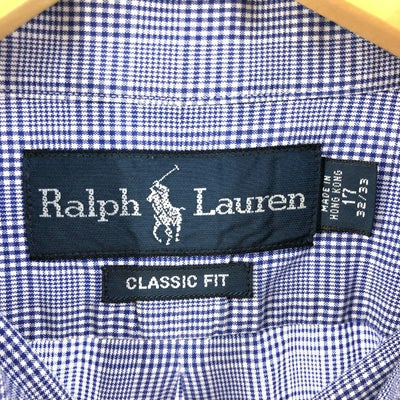 Ralph Lauren
MADE IN
HONG KONG
17
32/33
CLASSIC FIT